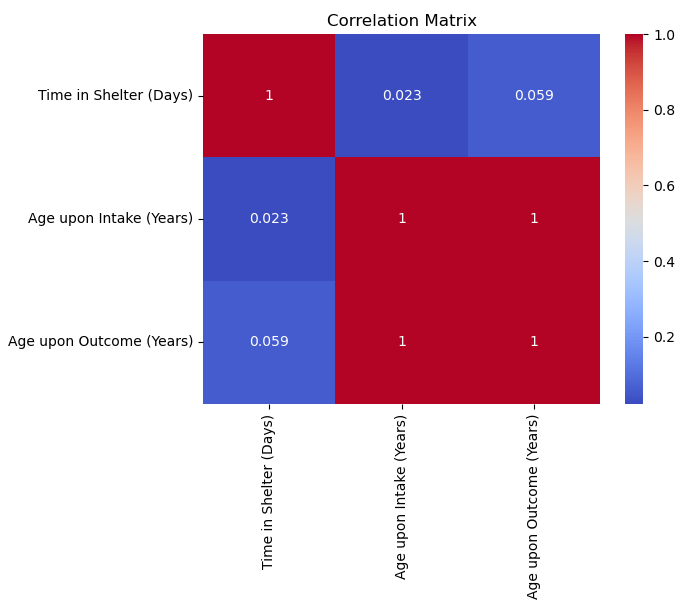 Correlation Matrix
Time in Shelter (Days)
1
0.023
0.059
Age upon Intake (Years)
0.023
1
1
Age upon Outcome (Years)
0.059
1
1
Time in Shelter (Days)
Age upon Intake (Years)
Age upon Outcome (Years)
1.0
0.8
0.6
0.4
0.2